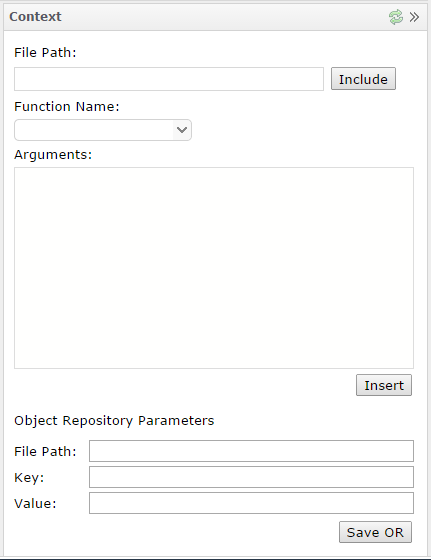 Context
File Path:
Include
Function Name:
Arguments:
Insert
Object Repository Parameters
File Path:
Key:
Value:
Save OR